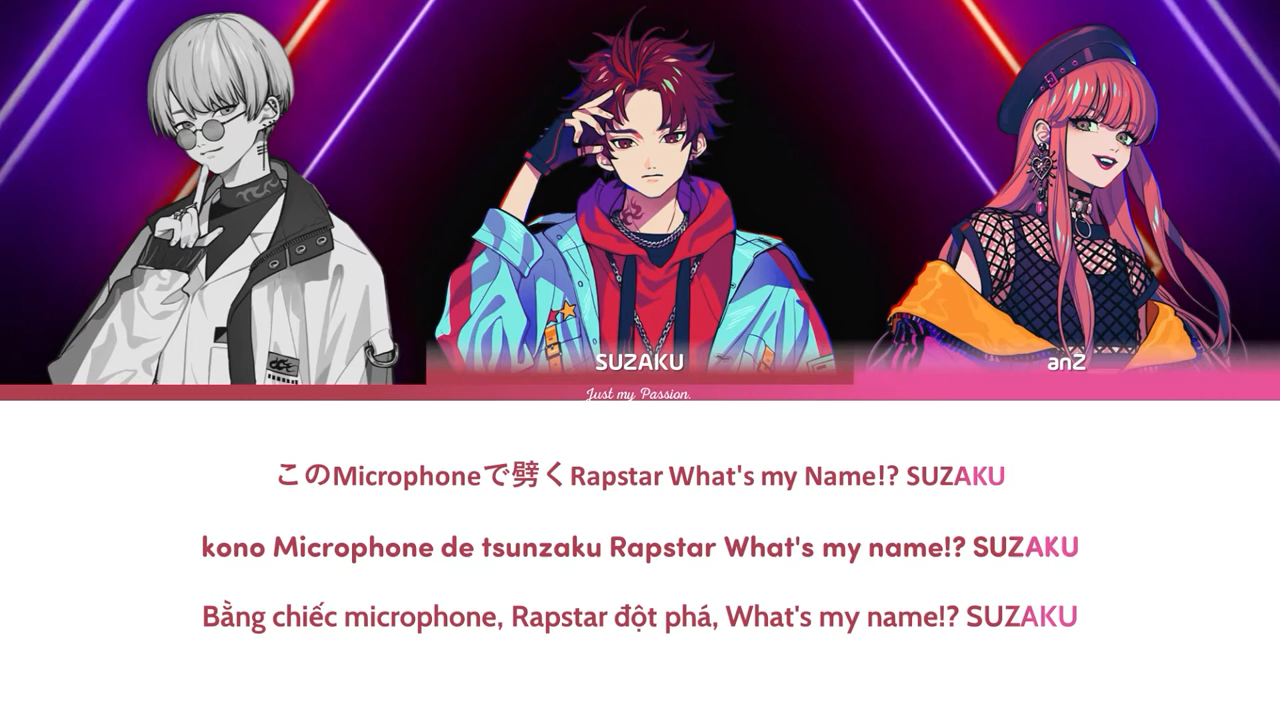 SUZAKU
anZ
Just my Passion.
このMicrophoneで劈くRapstar What's my Name!? SUZAKU
kono Microphone de tsunzaku Rapstar What's my name!? SUZAKU
Bằng chiếc microphone, Rapstar đột phá, What's my name!? SUZAKU